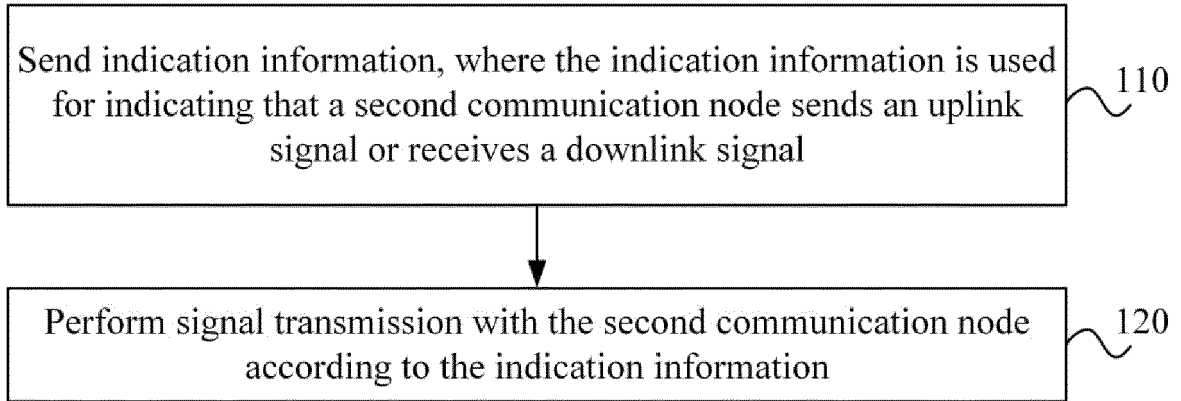 Send indication information, where the indication information is used
for indicating that a second communication node sends an uplink
signal or receives a downlink signal
110
Perform signal transmission with the second communication node
according to the indication information
120